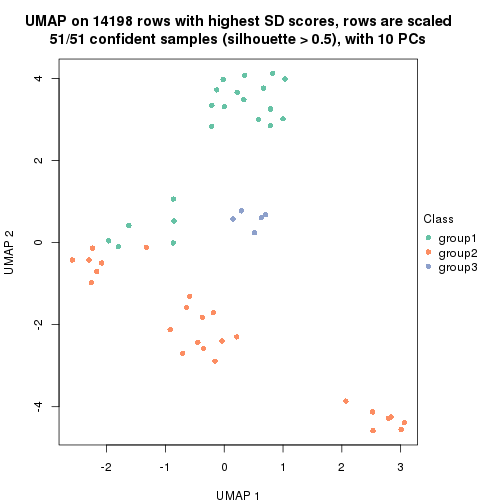 UMAP on 14198 rows with highest SD scores, rows are scaled
51/51 confident samples (silhouette > 0.5), with 10 PCs
4
2
0
-2
-4
UMAP 2
-2
-1
0
1
2
3
UMAP 1
Class
group1
group2
group3